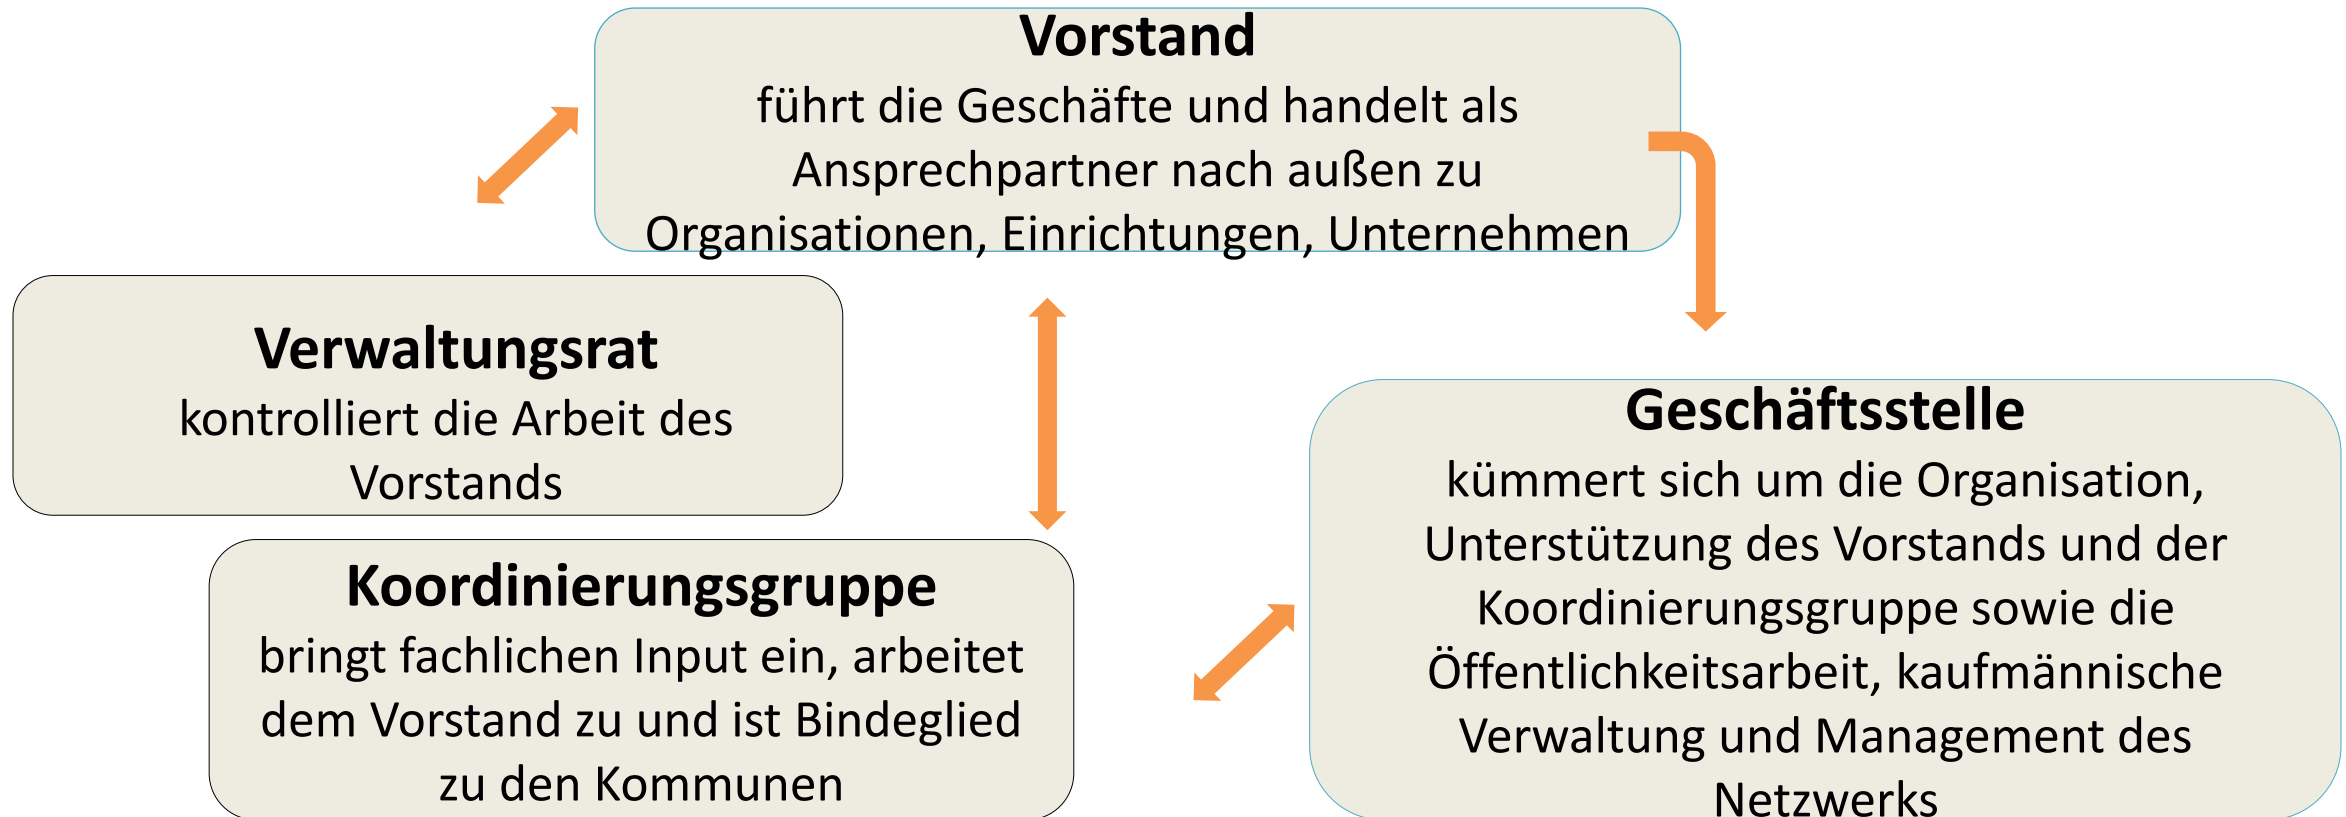 Vorstand
führt die Geschäfte und handelt als
Ansprechpartner nach außen zu
Organisationen, Einrichtungen, Unternehmen
Verwaltungsrat
kontrolliert die Arbeit des
Vorstands
Koordinierungsgruppe
bringt fachlichen Input ein, arbeitet
dem Vorstand zu und ist Bindeglied
zu den Kommunen
Geschäftsstelle
kümmert sich um die Organisation,
Unterstützung des Vorstands und der
Koordinierungsgruppe sowie die
Öffentlichkeitsarbeit, kaufmännische
Verwaltung und Management des
Netzwerks